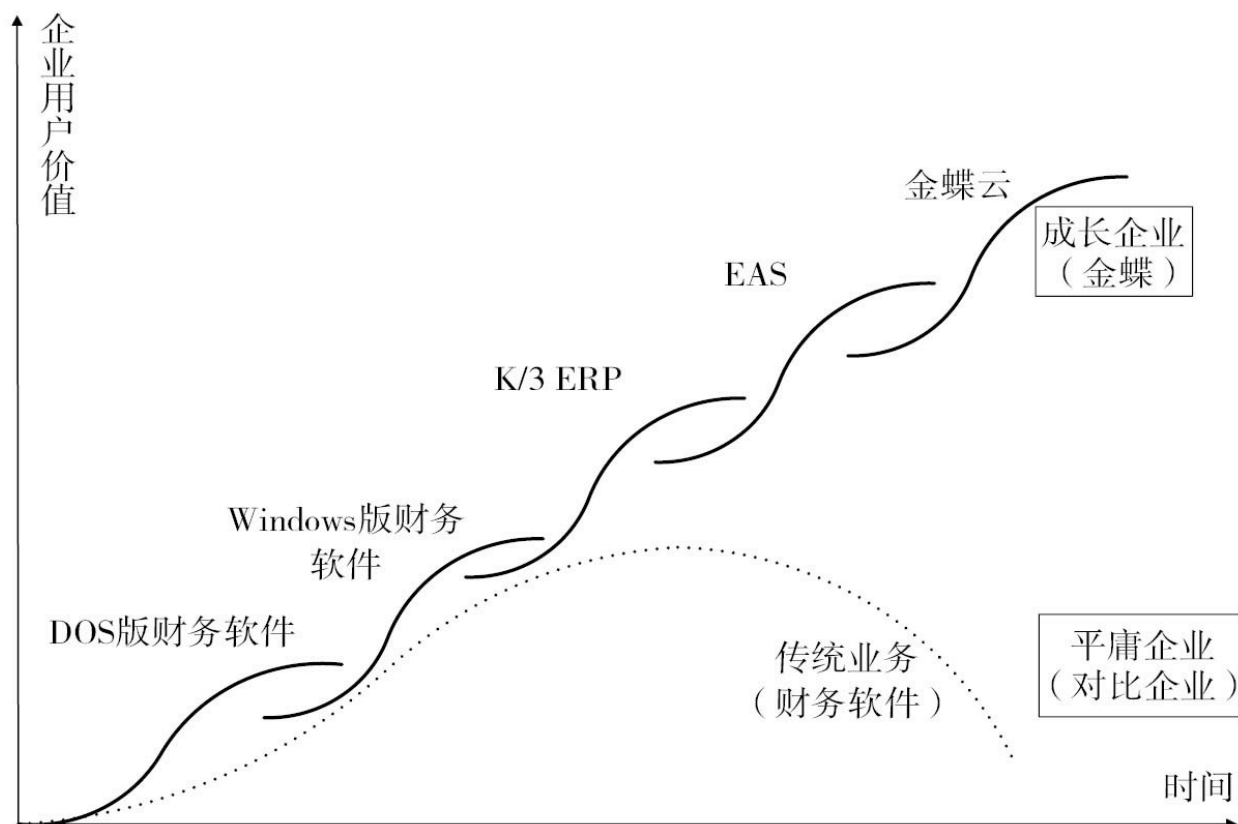 企业用户价值
金蝶云
成长企业
（金蝶）
EAS
K/3 ERP
Windows版财务
软件
DOS版财务软件
传统业务
（财务软件）
平庸企业
（对比企业）
时间